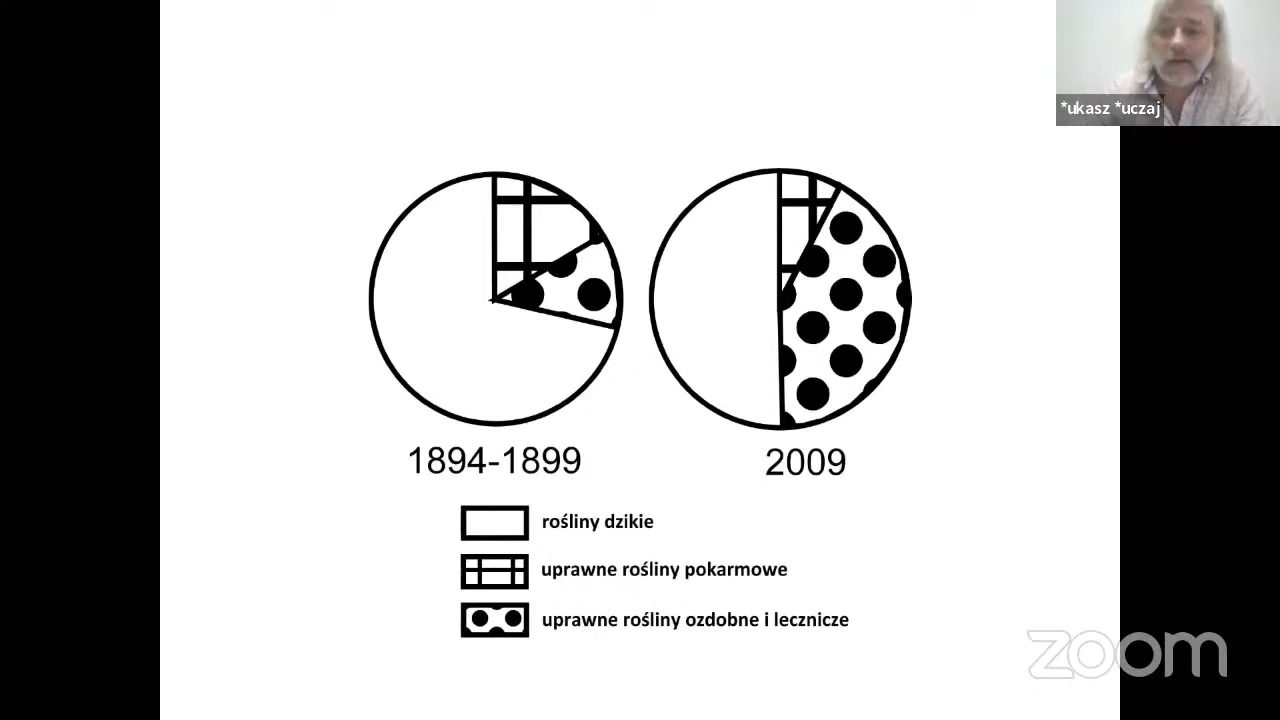 *ukasz *uczaj
1894-1899
2009
rośliny dzikie
uprawne rośliny pokarmowe
uprawne rośliny ozdobne i lecznicze
zoom